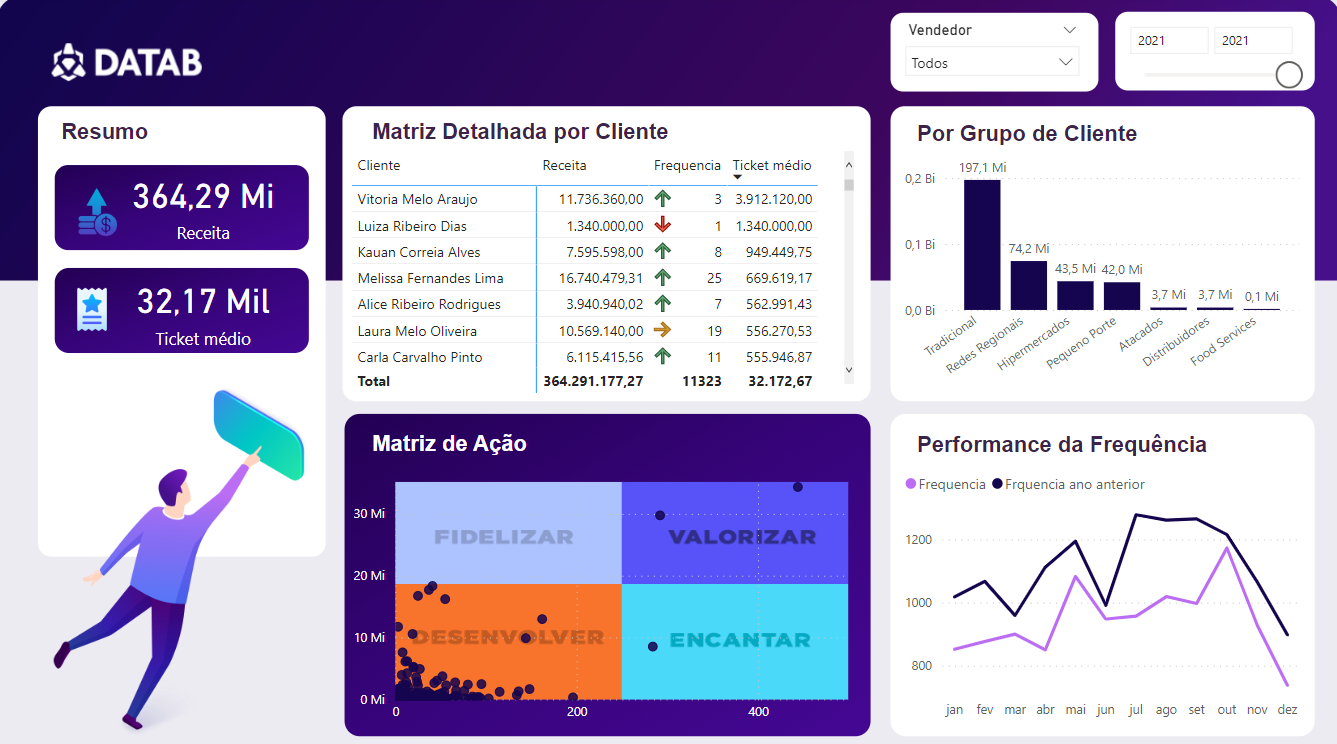 DATAB
Vendedor
Todos
2021 2021
Resumo
364,29 Mi
Receita
32,17 Mil
Ticket médio
Matriz Detalhada por Cliente
Cliente Receita Frequencia Ticket médio
Vitoria Melo Araujo 11.736.360,00 3 3.912.120,00
Luiza Ribeiro Dias 1.340.000,00 1 1.340.000,00
Kauan Correia Alves 7.595.598,00 8 949.449,75
Melissa Fernandes Lima 16.740.479,31 25 669.619,17
Alice Ribeiro Rodrigues 3.940.940,02 7 562.991,43
Laura Melo Oliveira 10.569.140,00 19 556.270,53
Carla Carvalho Pinto 6.115.415,56 11 555.946,87
Total 364.291.177,27 11323 32.172,67
Por Grupo de Cliente
0,2 Bi
0,1 Bi
0,0 Bi
197,1 Mi
74,2 Mi
43,5 Mi
42,0 Mi
3,7 Mi
3,7 Mi
0,1 Mi
Tradicional
Redes Regionais
Hipermercados
Pequeno Porte
Atacados
Distribuidores
Food Services
Matriz de Ação
30 Mi
20 Mi
10 Mi
0 Mi
FIDELIZAR
VALORIZAR
DESENVOLVER
ENCANTAR
0 200 400
Performance da Frequência
Frequencia Frquencia ano anterior
1200
1000
800
jan fev mar abr mai jun jul ago set out nov dez